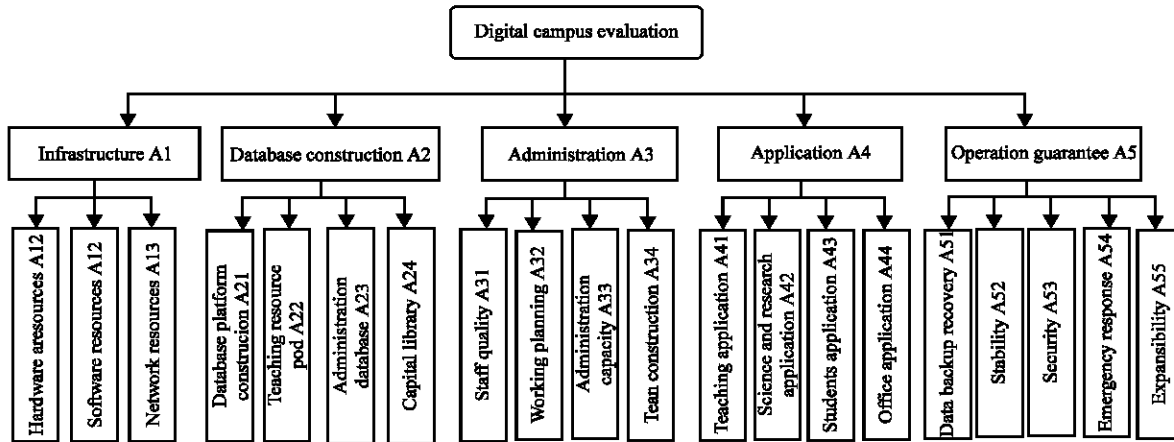 Digital campus evaluation
Infrastructure A1
Database construction A2
Administration A3
Application A4
Operation guarantee A5
Hardware aresources A12
Software resources A12
Network resources A13
Database platform
construcion A21
Teaching resource
pod A22
Administration
database A23
Capital library A24
Staff quality A31
Working planning A32
Administration
capacity A33
Team construction A34
Teaching application A41
Science and research
application A42
Students application A43
Office application A44
Data backup recovery A51
Stability A52
Security A53
Emergency response A54
Expansibility A55